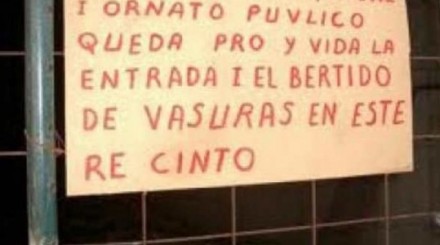 I ORNATO PUVLICO
QUEDA PRO Y VIDA LA
ENTRADA I EL BERTIDO
DE VASURAS EN ESTE
RE CINTO